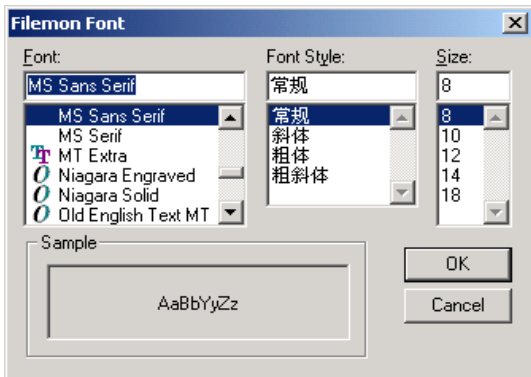 Filemon Font
Font:
MS Sans Serif
MS Sans Serif
MS Serif
MT Extra
Niagara Engraved
Niagara Solid
Old English Text MT
Font Style:
常规
常规
斜体
粗体
粗斜体
Size:
8
8
10
12
14
18
Sample
AaBbYyZz
OK
Cancel